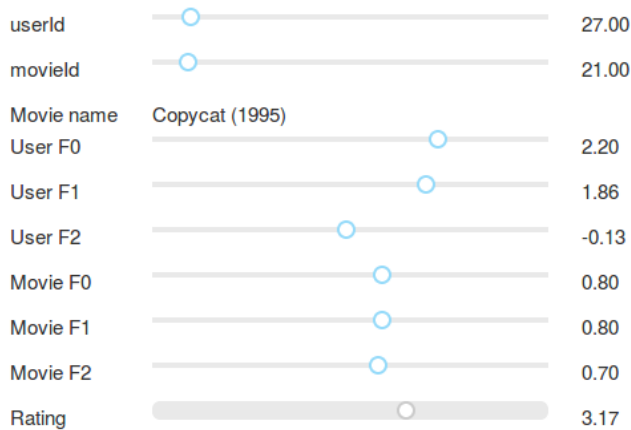 userId 27.00
movieId 21.00
Movie name Copycat (1995)
User F0 2.20
User F1 1.86
User F2 -0.13
Movie F0 0.80
Movie F1 0.80
Movie F2 0.70
Rating 3.17